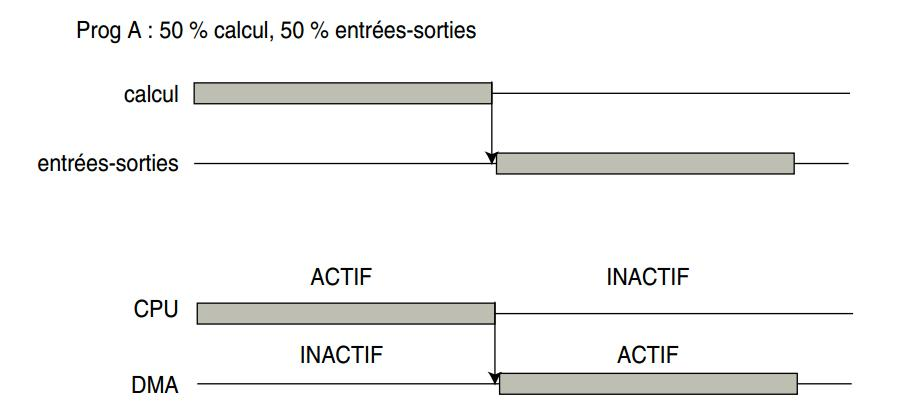 Prog A : 50 % calcul, 50 % entrées-sorties
calcul
entrées-sorties
ACTIF INACTIF
CPU
INACTIF ACTIF
DMA